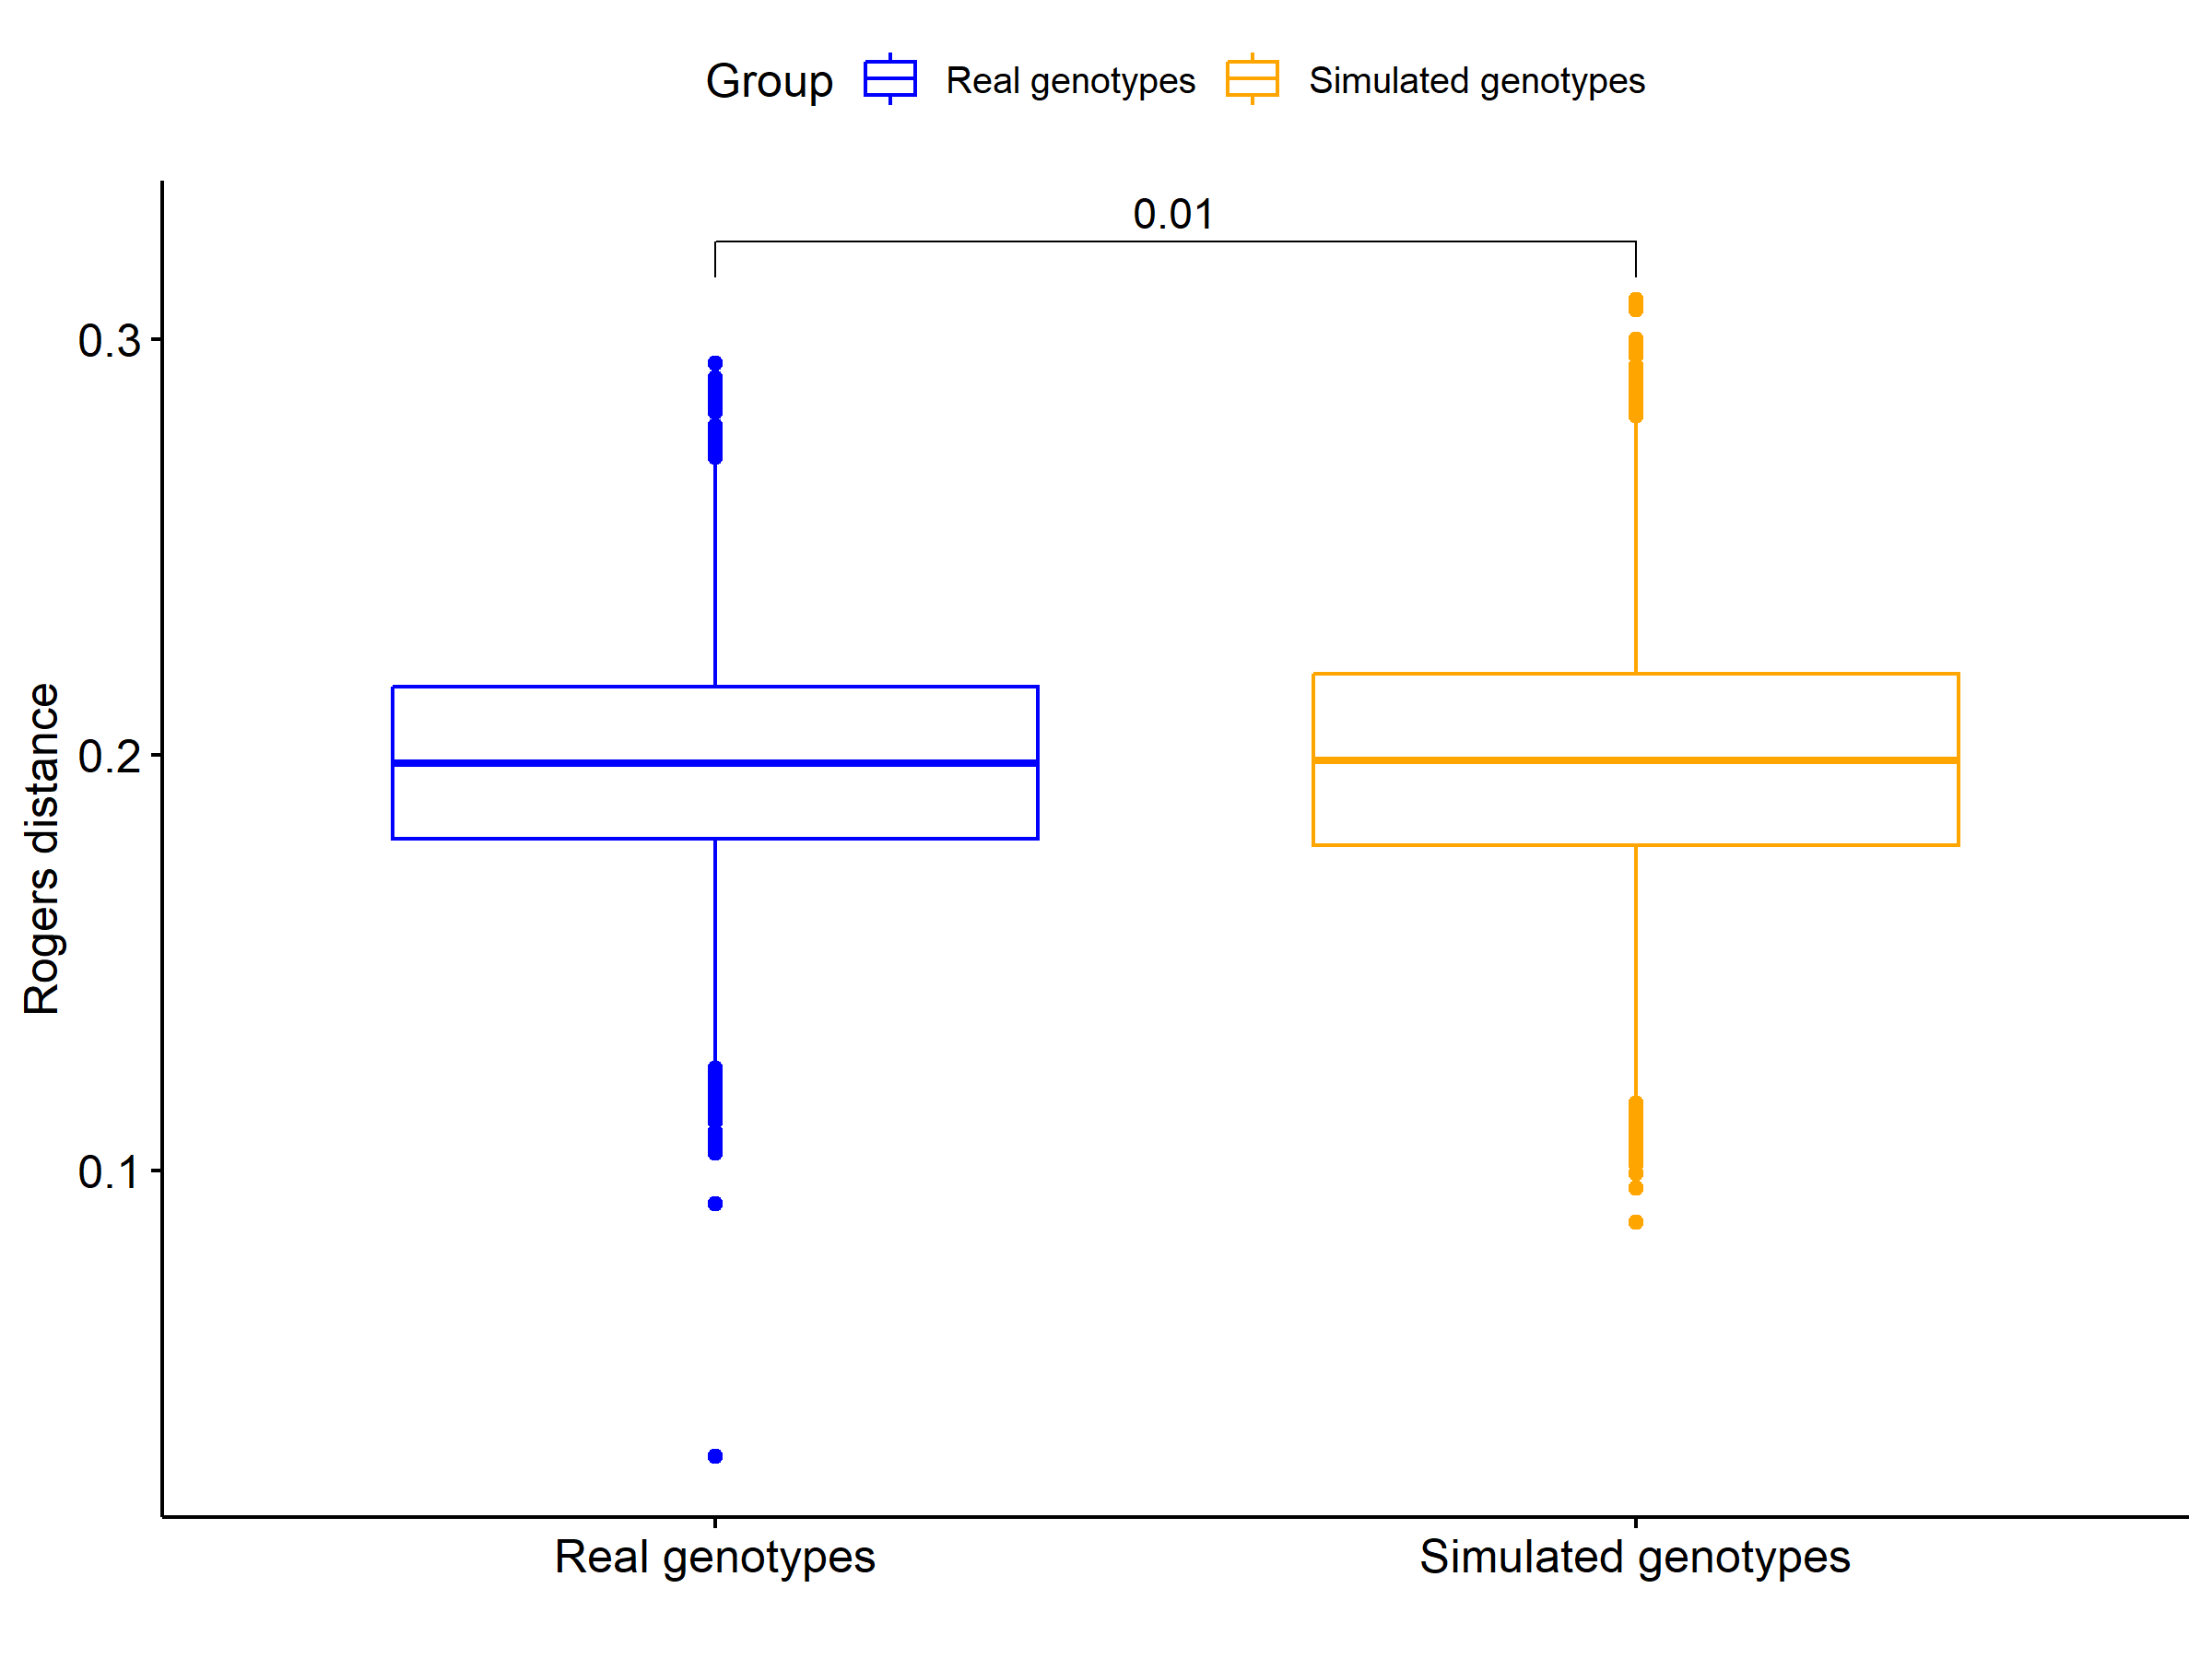 Group Real genotypes Simulated genotypes
0.01
0.3
0.2
0.1
Rogers distance
Real genotypes Simulated genotypes